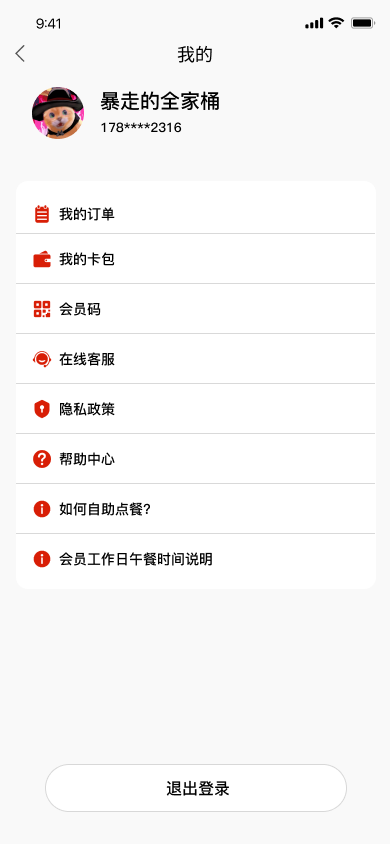 9:41
我的
暴走的全家桶
178****2316
我的订单
我的卡包
会员码
在线客服
隐私政策
帮助中心
如何自助点餐?
会员工作日午餐时间说明
退出登录